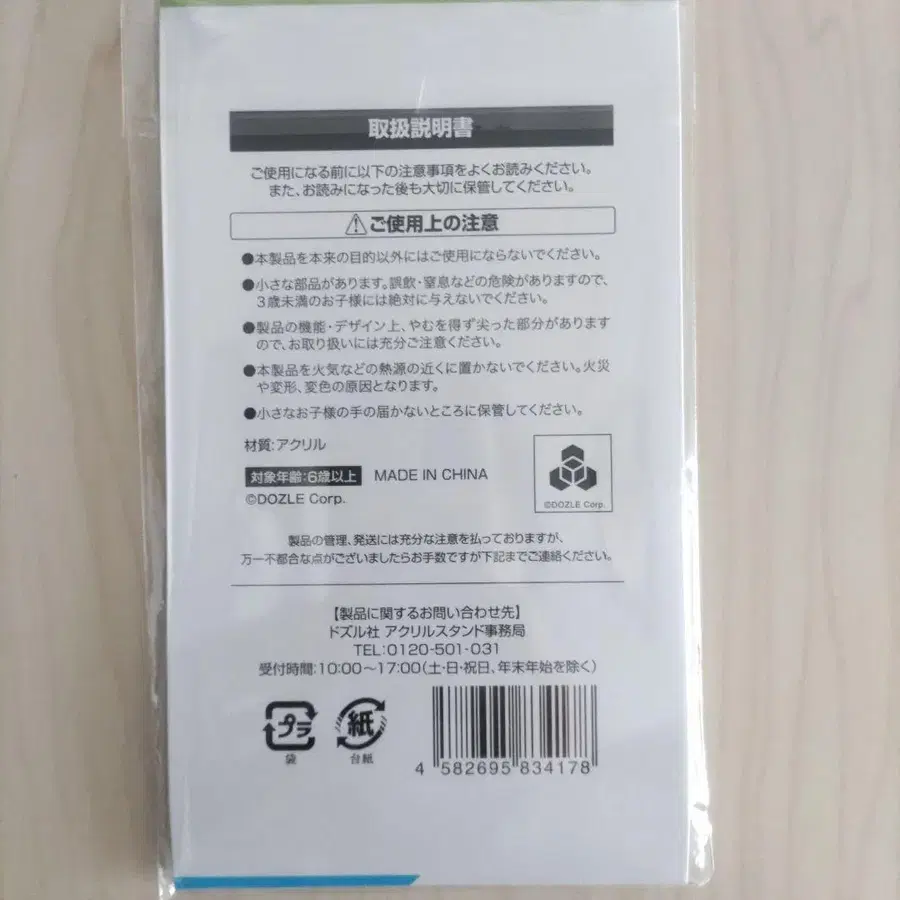 取扱説明書
ご使用になる前に以下の注意事項をよくお読みください。
また、お読みになった後も大切に保管してください。
⚠ご使用上の注意
●本製品を本来の目的以外にはご使用にならないでください。
●小さな部品があります。誤飲・窒息などの危険がありますので、
3歳未満のお子様には絶対に与えないでください。
●製品の機能・デザイン上、やむを得ず尖った部分があります
ので、お取り扱いには充分ご注意ください。
●本製品を火気などの熱源の近くに置かないでください。火災
や変形、変色の原因となります。
●小さなお子様の手の届かないところに保管してください。
材質:アクリル
対象年齢:6歳以上 MADE IN CHINA
©DOZLE Corp.
©DOZLE Corp.
製品の管理、発送には充分な注意を払っておりますが、
万一不都合な点がございましたらお手数ですが下記までご連絡ください。
【製品に関するお問い合わせ先】
ドズル社 アクリルスタンド事務局
TEL:0120-501-031
受付時間:10:00～17:00(土・日・祝日、年末年始を除く)
プラ 紙
袋 台紙
4 582695 834178